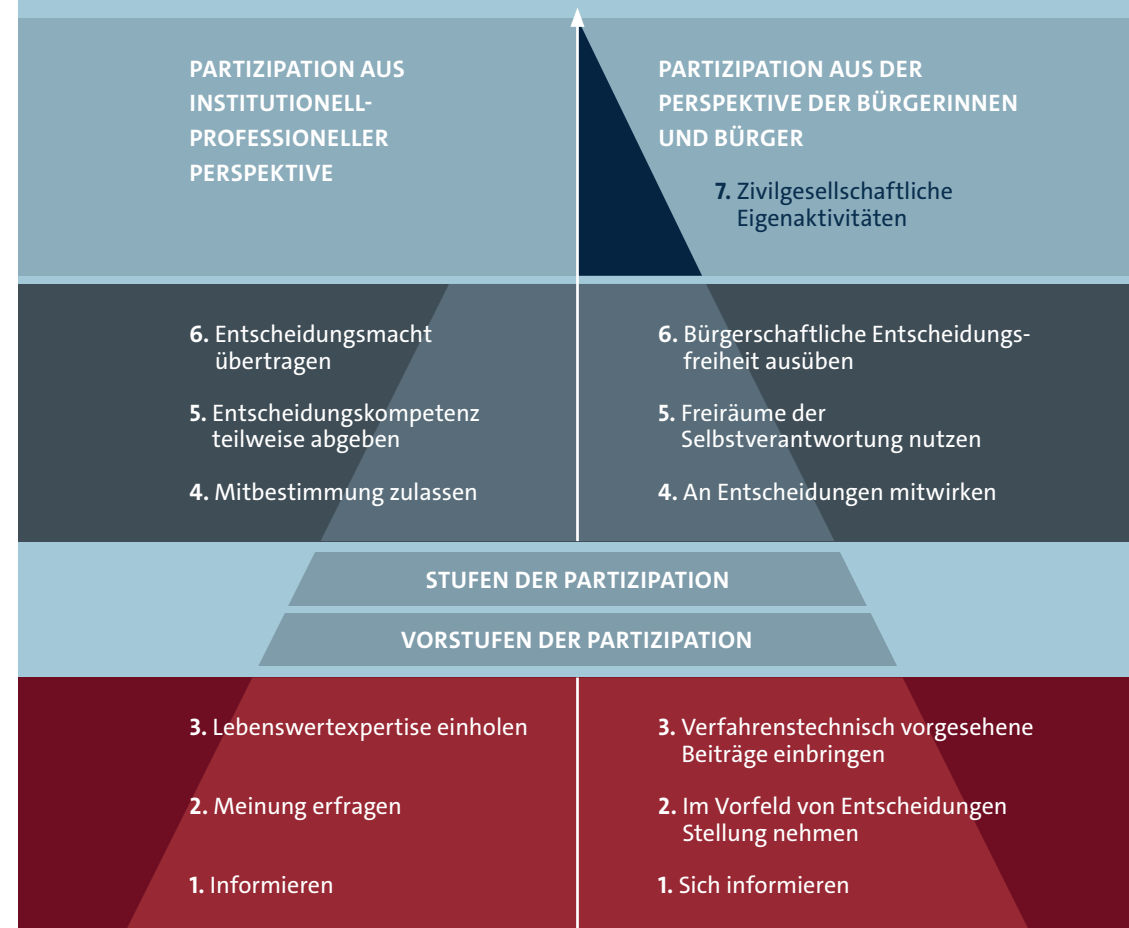 PARTIZIPATION AUS
INSTITUTIONELL-
PROFESSIONELLER
PERSPEKTIVE
PARTIZIPATION AUS DER
PERSPEKTIVE DER BÜRGERINNEN
UND BÜRGER
7. Zivilgesellschaftliche
Eigenaktivitäten
6. Entscheidungsmacht
übertragen
5. Entscheidungskompetenz
teilweise abgeben
4. Mitbestimmung zulassen
6. Bürgerschaftliche Entscheidungs-
freiheit ausüben
5. Freiräume der
Selbstverantwortung nutzen
4. An Entscheidungen mitwirken
STUFEN DER PARTIZIPATION
VORSTUFEN DER PARTIZIPATION
3. Lebenswertexpertise einholen
2. Meinung erfragen
1. Informieren
3. Verfahrenstechnisch vorgesehene
Beiträge einbringen
2. Im Vorfeld von Entscheidungen
Stellung nehmen
1. Sich informieren